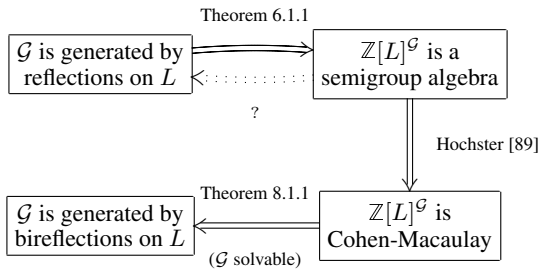 Theorem 6.1.1
𝒢 is generated by
reflections on L
ℤ[L]^𝒢 is a
semigroup algebra
?
Hochster [89]
Theorem 8.1.1
𝒢 is generated by
bireflections on L
ℤ[L]^𝒢 is
Cohen-Macaulay
(𝒢 solvable)